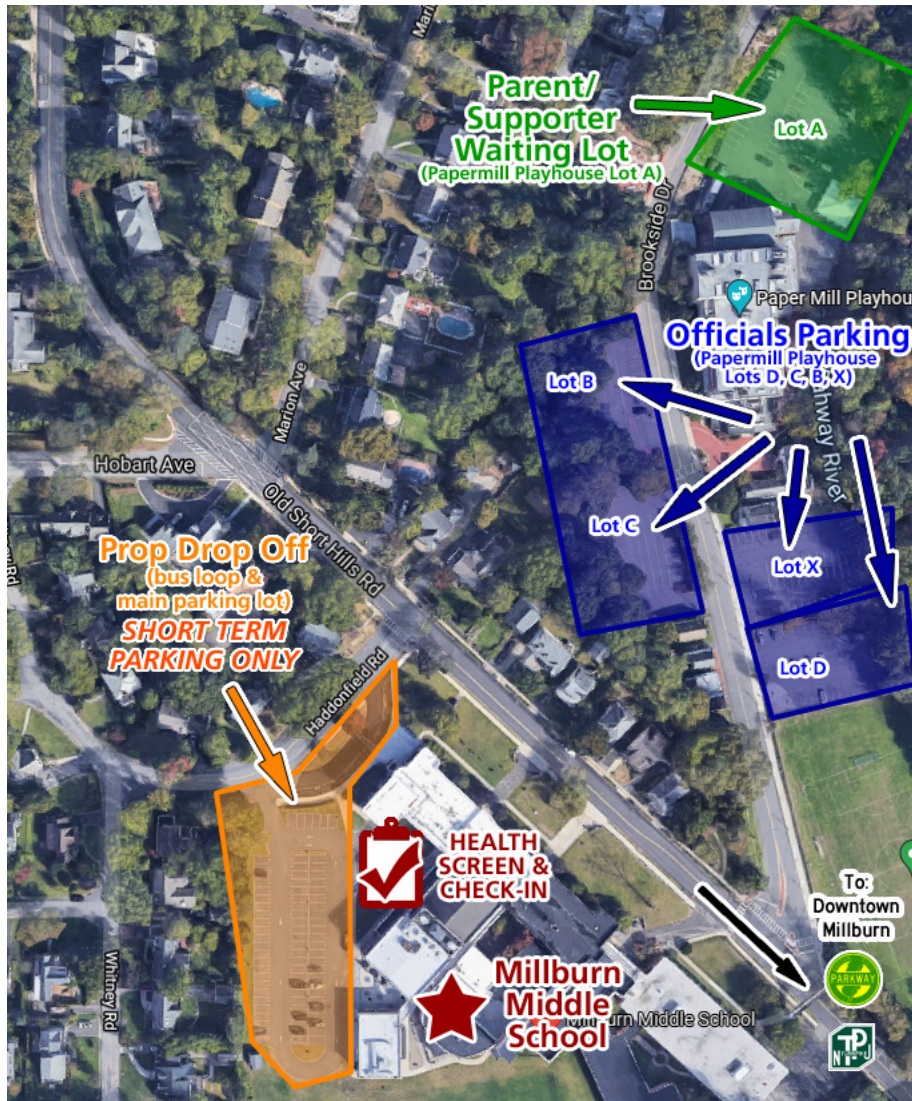 Mari
Parent/
Supporter
Waiting Lot
(Papermill Playhouse Lot A)
Lot A
Brookside Dr
Paper Mill Playhou
Officials Parking
(Papermill Playhouse
Lots D, C, B, X)
Lot B
Marion Ave
hway River
Hobart Ave
Old Short Hills Rd
Lot C
Lot X
Prop Drop Off
(bus loop &
main parking lot)
SHORT TERM
PARKING ONLY
Haddonfield Rd
Lot D
HEALTH
SCREEN &
CHECK-IN
To:
Downtown
Millburn
PARKWAY
Whitney Rd
Millburn
Middle
School
Millburn Middle School